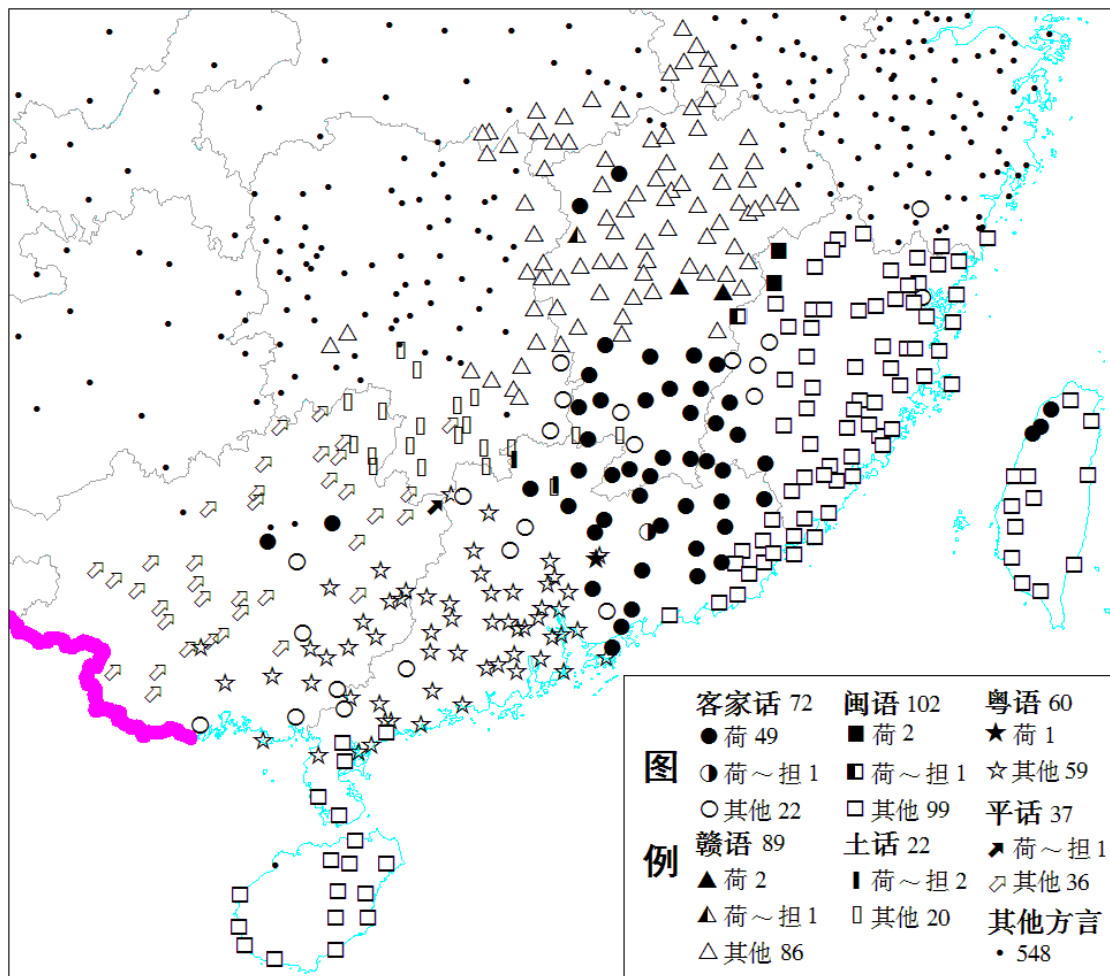 图例
客家话 72
荷 49
荷～担 1
其他 22
赣语 89
荷 2
荷～担 1
其他 86
闽语 102
荷 2
荷～担 1
其他 99
土话 22
荷～担 2
其他 20
粤语 60
荷 1
其他 59
平话 37
荷～担 1
其他 36
其他方言
548